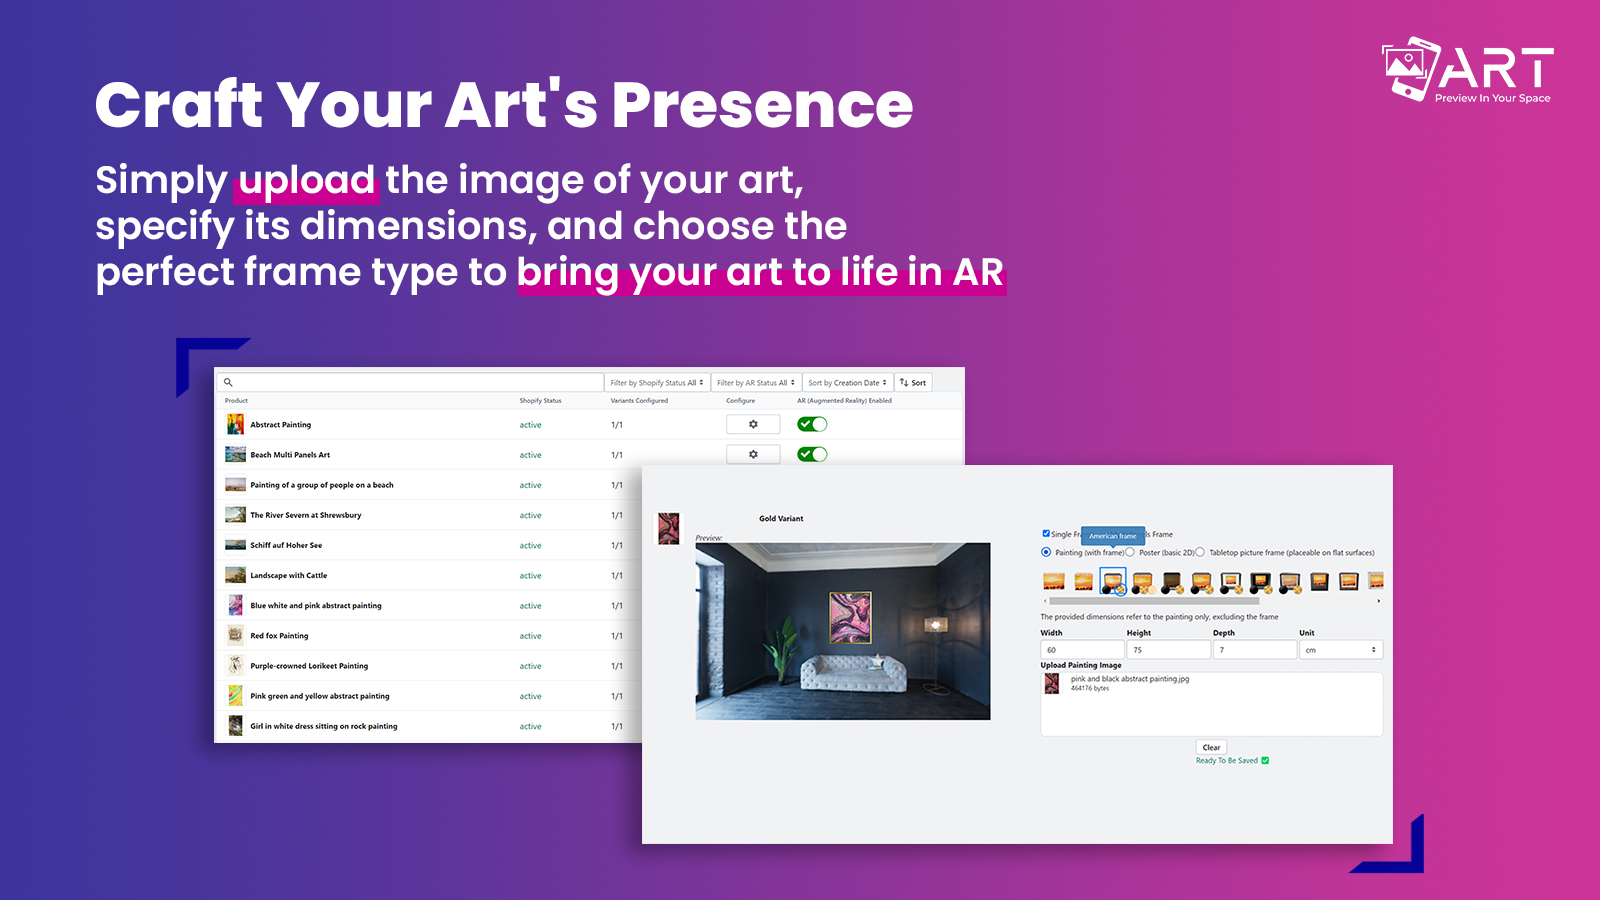 ART
Preview In Your Space
Craft Your Art's Presence
Simply upload the image of your art,
specify its dimensions, and choose the
perfect frame type to bring your art to life in AR
Filter by Shopify Status All
Filter by AR Status All
Sort by Creation Date
Sort
Product Shopify Status Variants Configured Configure AR (Augmented Reality) Enabled
Abstract Painting active 1/1
Beach Multi Panels Art active 1/1
Painting of a group of people on a beach active 1/1
The River Severn at Shrewsbury active 1/1
Schiff auf Hoher See active 1/1
Landscape with Cattle active 1/1
Blue white and pink abstract painting active 1/1
Red fox Painting active 1/1
Purple-crowned Lorikeet Painting active 1/1
Pink green and yellow abstract painting active 1/1
Girl in white dress sitting on rock painting active 1/1
Gold Variant
Preview:
Single Frame
American frame
Painting (with frame) Poster (basic 2D) Tabletop picture frame (placeable on flat surfaces)
The provided dimensions refer to the painting only, excluding the frame
Width Height Depth Unit
60 75 7 cm
Upload Painting Image
pink and black abstract painting.jpg
464176 bytes
Clear
Ready To Be Saved